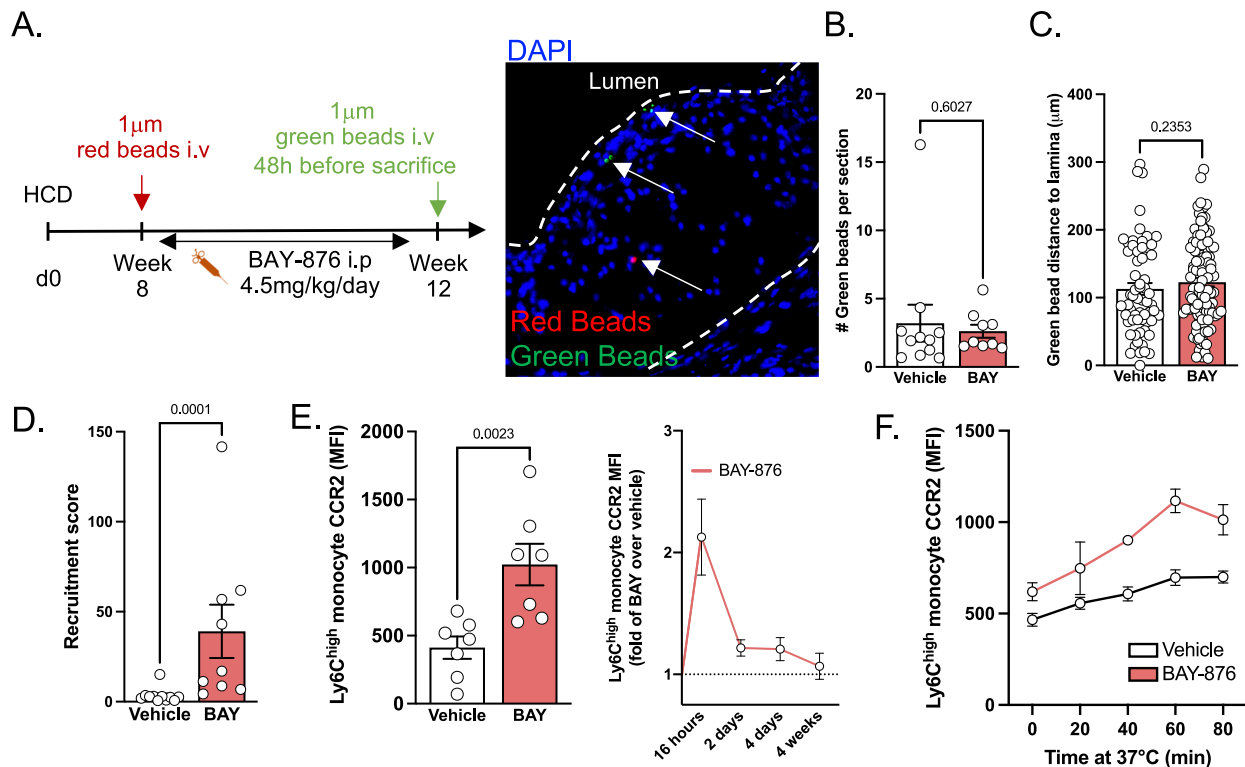 A.
1μm
red beads i.v
1μm
green beads i.v
48h before sacrifice
HCD
d0
Week
8
BAY-876 i.p
4.5mg/kg/day
Week
12
DAPI
Lumen
Red Beads
Green Beads
B.
# Green beads per section
20
15
10
5
0
0.6027
Vehicle
BAY
C.
Green bead distance to lamina (μm)
400
300
200
100
0
0.2353
Vehicle
BAY
D.
Recruitment score
150
100
50
0
0.0001
Vehicle
BAY
E.
Ly6Chigh monocyte CCR2 (MFI)
2000
1500
1000
500
0
0.0023
Vehicle
BAY
Ly6Chigh monocyte CCR2 MFI
(fold of BAY over vehicle)
3
2
1
BAY-876
16 hours
2 days
4 days
4 weeks
F.
Ly6Chigh monocyte CCR2 (MFI)
1500
1000
500
0
Vehicle
BAY-876
0 20 40 60 80
Time at 37°C (min)